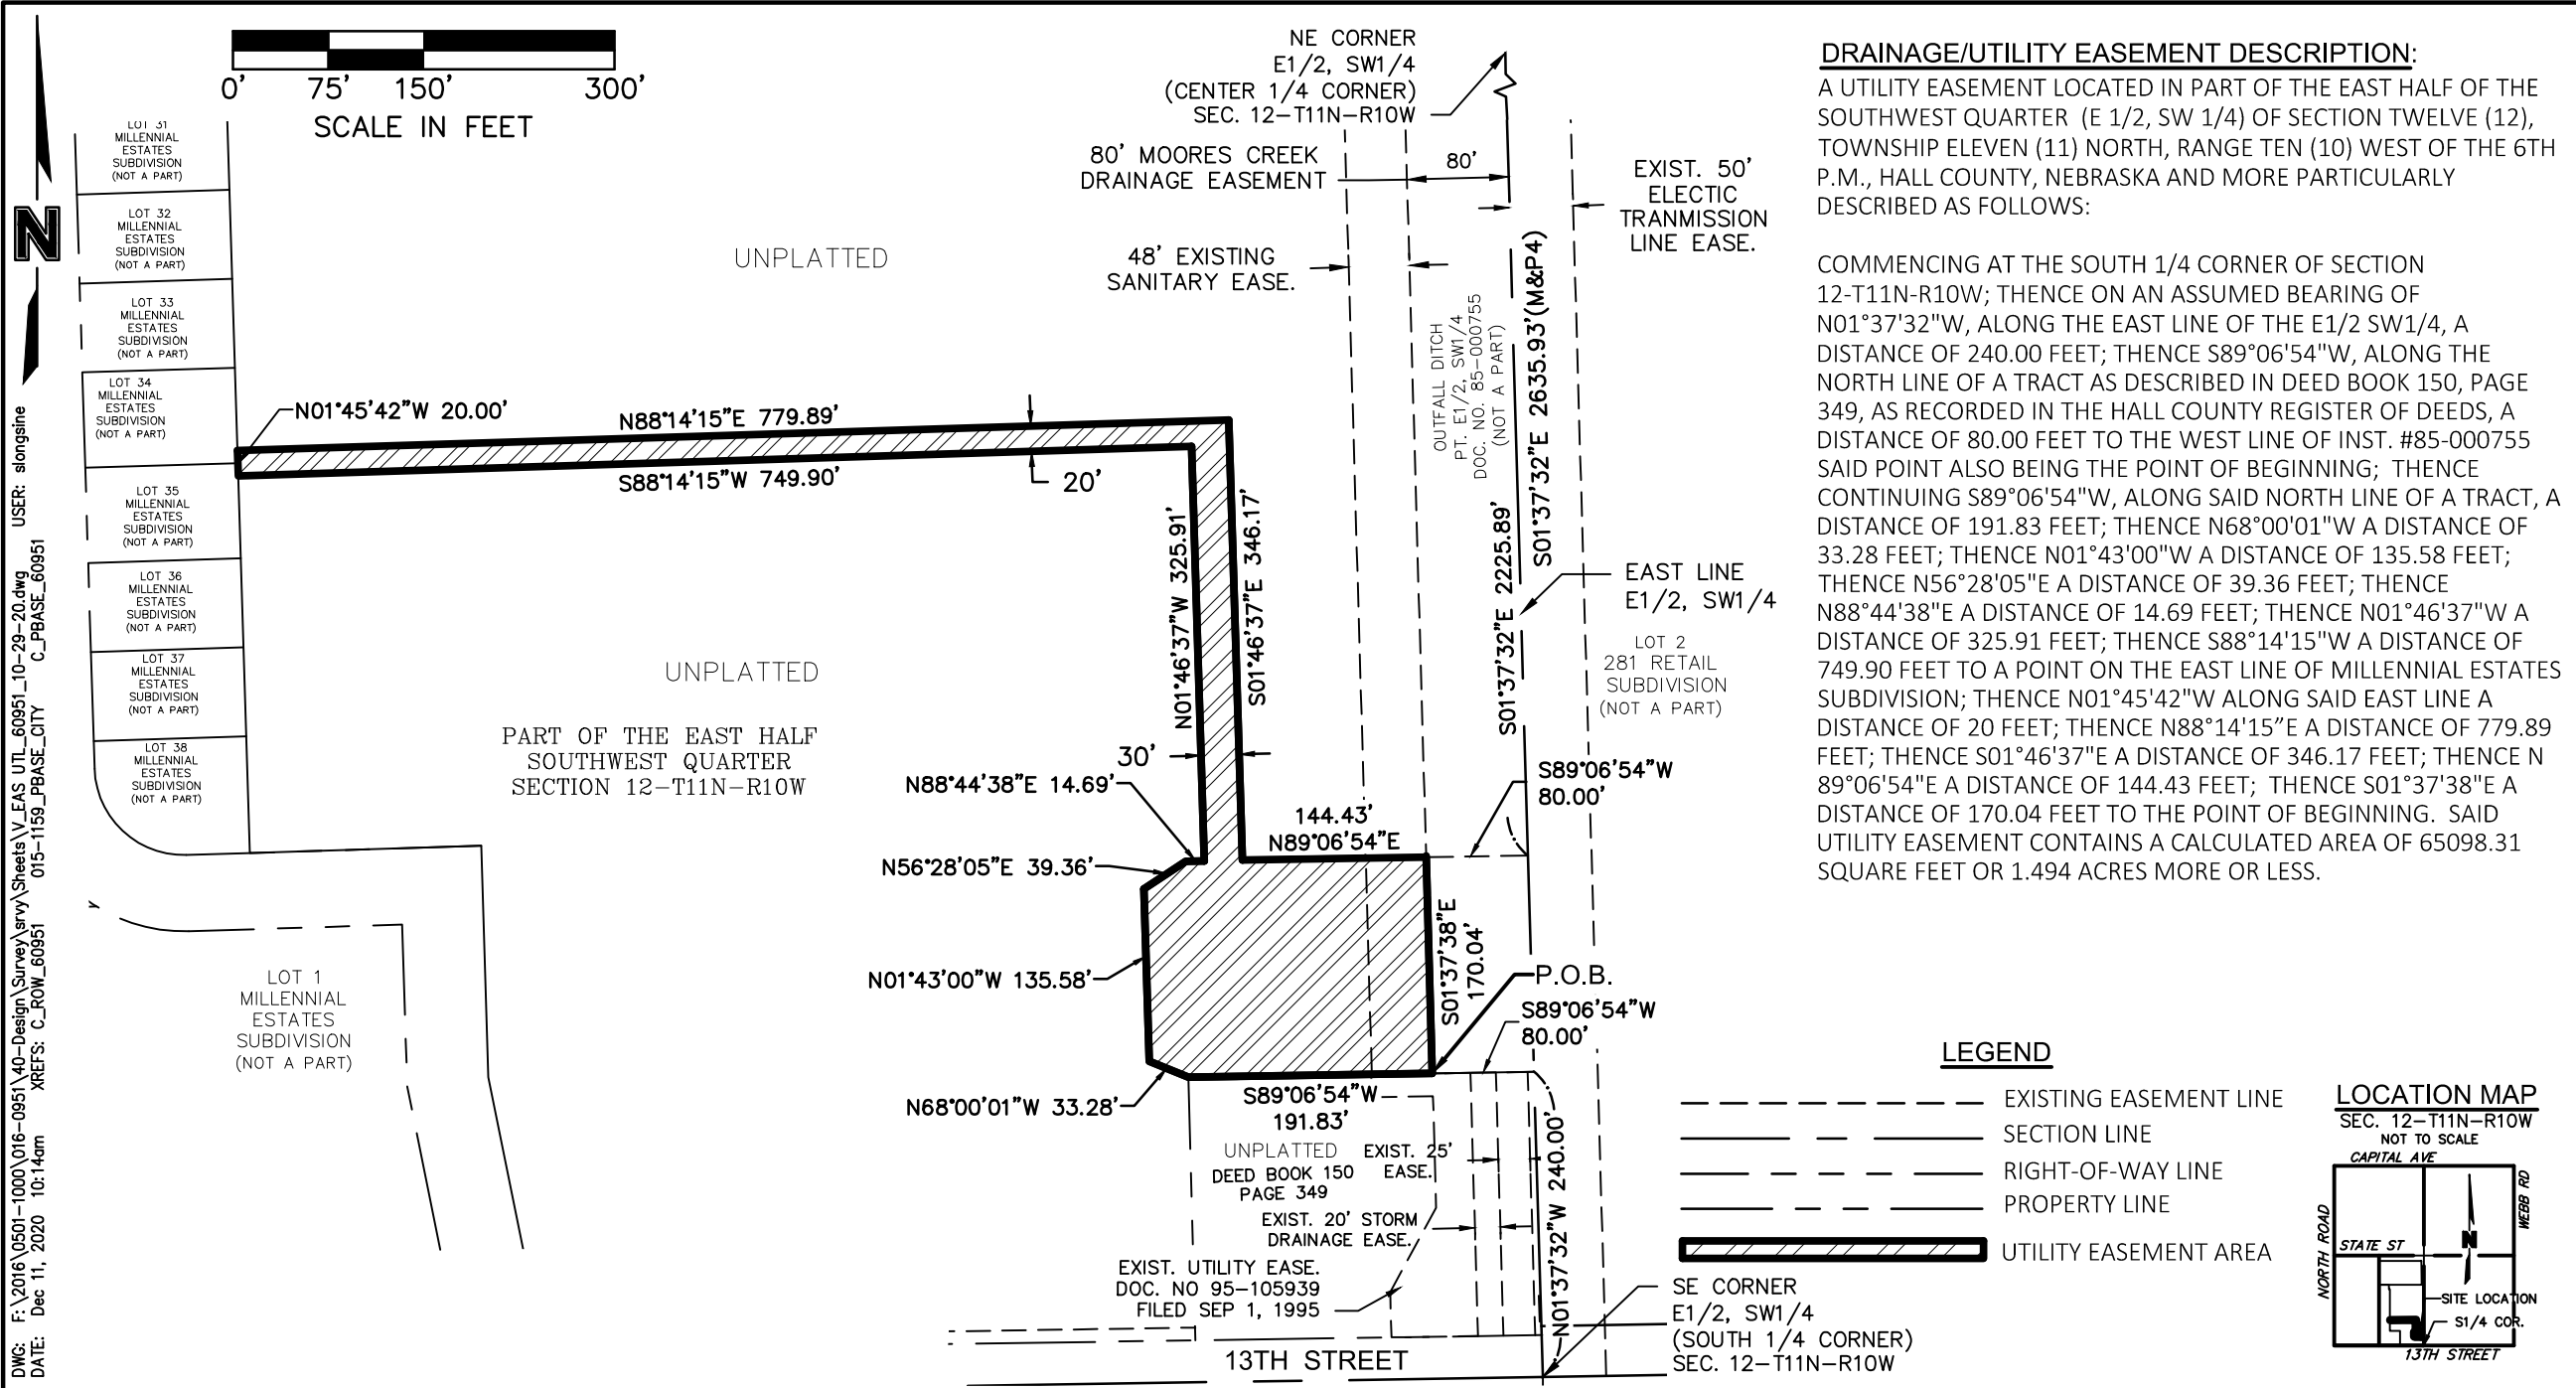 0' 75' 150' 300'
SCALE IN FEET
N
LOT 31
MILLENNIAL
ESTATES
SUBDIVISION
(NOT A PART)
LOT 32
MILLENNIAL
ESTATES
SUBDIVISION
(NOT A PART)
LOT 33
MILLENNIAL
ESTATES
SUBDIVISION
(NOT A PART)
LOT 34
MILLENNIAL
ESTATES
SUBDIVISION
(NOT A PART)
LOT 35
MILLENNIAL
ESTATES
SUBDIVISION
(NOT A PART)
LOT 36
MILLENNIAL
ESTATES
SUBDIVISION
(NOT A PART)
LOT 37
MILLENNIAL
ESTATES
SUBDIVISION
(NOT A PART)
LOT 38
MILLENNIAL
ESTATES
SUBDIVISION
(NOT A PART)
LOT 1
MILLENNIAL
ESTATES
SUBDIVISION
(NOT A PART)
DWG: F:\2016\0501-1000\016-0951\40-Design\Survey\srvy\Sheets\V_EAS UTL_60951_10-29-20.dwg USER: slongsine
DATE: Dec 11, 2020 10:14am XREFS: C_ROW_60951 015-1159_PBASE_CITY C_PBASE_60951
UNPLATTED
N01°45'42"W 20.00'
N88°14'15"E 779.89'
S88°14'15"W 749.90'
20'
N01°46'37"W 325.91'
S01°46'37"E 346.17'
UNPLATTED
PART OF THE EAST HALF
SOUTHWEST QUARTER
SECTION 12-T11N-R10W
30'
N88°44'38"E 14.69'
N56°28'05"E 39.36'
N01°43'00"W 135.58'
N68°00'01"W 33.28'
144.43'
N89°06'54"E
S01°37'38"E
170.04'
S89°06'54"W
191.83'
NE CORNER
E1/2, SW1/4
(CENTER 1/4 CORNER)
SEC. 12-T11N-R10W
80' MOORES CREEK
DRAINAGE EASEMENT
80'
48' EXISTING
SANITARY EASE.
EXIST. 50'
ELECTIC
TRANMISSION
LINE EASE.
OUTFALL DITCH
PT. E1/2, SW1/4
DOC. NO. 85-000755
(NOT A PART)
S01°37'32"E 2635.93'(M&P4)
S01°37'32"E 2225.89'
EAST LINE
E1/2, SW1/4
LOT 2
281 RETAIL
SUBDIVISION
(NOT A PART)
S89°06'54"W
80.00'
P.O.B.
S89°06'54"W
80.00'
UNPLATTED
DEED BOOK 150
PAGE 349
EXIST. 25'
EASE.
EXIST. 20' STORM
DRAINAGE EASE.
EXIST. UTILITY EASE.
DOC. NO 95-105939
FILED SEP 1, 1995
N01°37'32"W 240.00'
13TH STREET
SE CORNER
E1/2, SW1/4
(SOUTH 1/4 CORNER)
SEC. 12-T11N-R10W
DRAINAGE/UTILITY EASEMENT DESCRIPTION:
A UTILITY EASEMENT LOCATED IN PART OF THE EAST HALF OF THE
SOUTHWEST QUARTER (E 1/2, SW 1/4) OF SECTION TWELVE (12),
TOWNSHIP ELEVEN (11) NORTH, RANGE TEN (10) WEST OF THE 6TH
P.M., HALL COUNTY, NEBRASKA AND MORE PARTICULARLY
DESCRIBED AS FOLLOWS:
COMMENCING AT THE SOUTH 1/4 CORNER OF SECTION
12-T11N-R10W; THENCE ON AN ASSUMED BEARING OF
N01°37'32"W, ALONG THE EAST LINE OF THE E1/2 SW1/4, A
DISTANCE OF 240.00 FEET; THENCE S89°06'54"W, ALONG THE
NORTH LINE OF A TRACT AS DESCRIBED IN DEED BOOK 150, PAGE
349, AS RECORDED IN THE HALL COUNTY REGISTER OF DEEDS, A
DISTANCE OF 80.00 FEET TO THE WEST LINE OF INST. #85-000755
SAID POINT ALSO BEING THE POINT OF BEGINNING; THENCE
CONTINUING S89°06'54"W, ALONG SAID NORTH LINE OF A TRACT, A
DISTANCE OF 191.83 FEET; THENCE N68°00'01"W A DISTANCE OF
33.28 FEET; THENCE N01°43'00"W A DISTANCE OF 135.58 FEET;
THENCE N56°28'05"E A DISTANCE OF 39.36 FEET; THENCE
N88°44'38"E A DISTANCE OF 14.69 FEET; THENCE N01°46'37"W A
DISTANCE OF 325.91 FEET; THENCE S88°14'15"W A DISTANCE OF
749.90 FEET TO A POINT ON THE EAST LINE OF MILLENNIAL ESTATES
SUBDIVISION; THENCE N01°45'42"W ALONG SAID EAST LINE A
DISTANCE OF 20 FEET; THENCE N88°14'15"E A DISTANCE OF 779.89
FEET; THENCE S01°46'37"E A DISTANCE OF 346.17 FEET; THENCE N
89°06'54"E A DISTANCE OF 144.43 FEET; THENCE S01°37'38"E A
DISTANCE OF 170.04 FEET TO THE POINT OF BEGINNING. SAID
UTILITY EASEMENT CONTAINS A CALCULATED AREA OF 65098.31
SQUARE FEET OR 1.494 ACRES MORE OR LESS.
LEGEND
EXISTING EASEMENT LINE
SECTION LINE
RIGHT-OF-WAY LINE
PROPERTY LINE
UTILITY EASEMENT AREA
LOCATION MAP
SEC. 12-T11N-R10W
NOT TO SCALE
CAPITAL AVE
WEBB RD
NORTH ROAD
STATE ST
N
SITE LOCATION
S1/4 COR.
13TH STREET